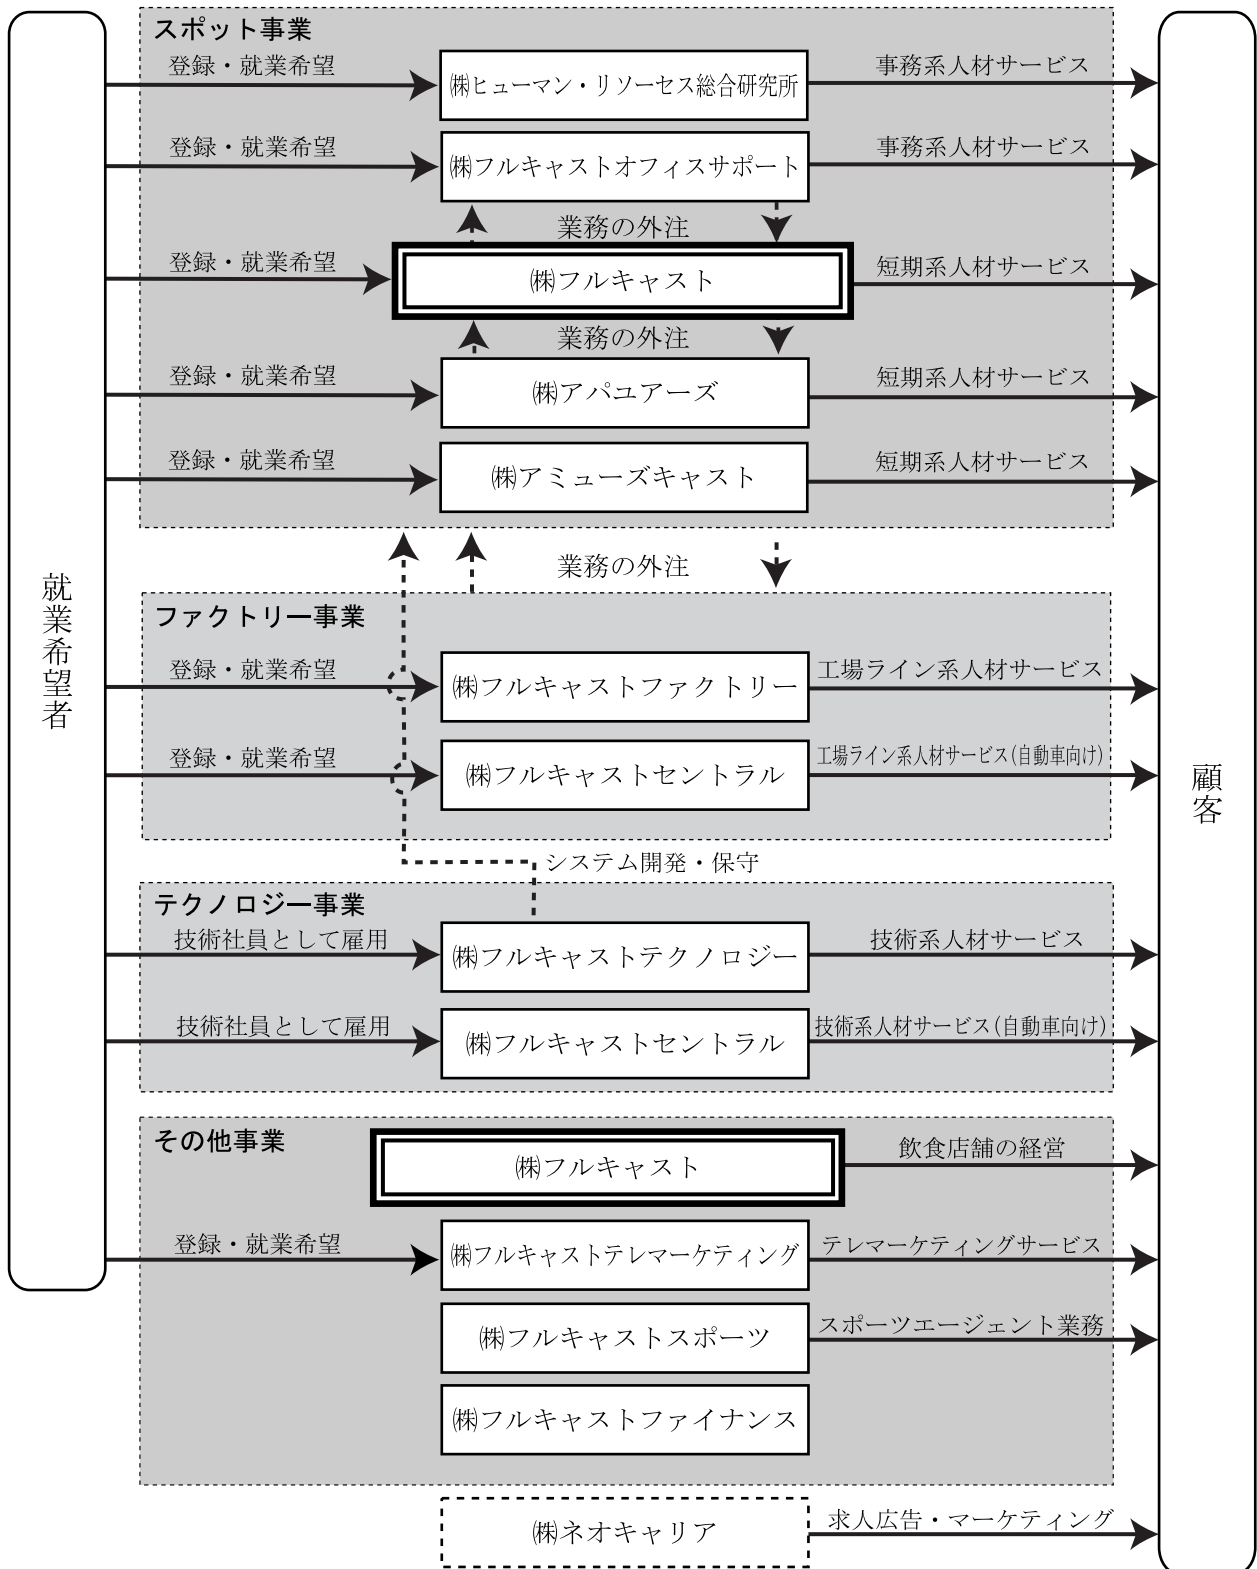 スポット事業
登録・就業希望
㈱ヒューマン・リソーセス総合研究所
事務系人材サービス
登録・就業希望
㈱フルキャストオフィスサポート
事務系人材サービス
業務の外注
登録・就業希望
㈱フルキャスト
短期系人材サービス
業務の外注
登録・就業希望
㈱アパユアーズ
短期系人材サービス
登録・就業希望
㈱アミューズキャスト
短期系人材サービス
業務の外注
就業希望者
顧客
ファクトリー事業
登録・就業希望
㈱フルキャストファクトリー
工場ライン系人材サービス
登録・就業希望
㈱フルキャストセントラル
工場ライン系人材サービス(自動車向け)
システム開発・保守
テクノロジー事業
技術社員として雇用
㈱フルキャストテクノロジー
技術系人材サービス
技術社員として雇用
㈱フルキャストセントラル
技術系人材サービス(自動車向け)
その他事業
㈱フルキャスト
飲食店舗の経営
登録・就業希望
㈱フルキャストテレマーケティング
テレマーケティングサービス
㈱フルキャストスポーツ
スポーツエージェント業務
㈱フルキャストファイナンス
㈱ネオキャリア
求人広告・マーケティング